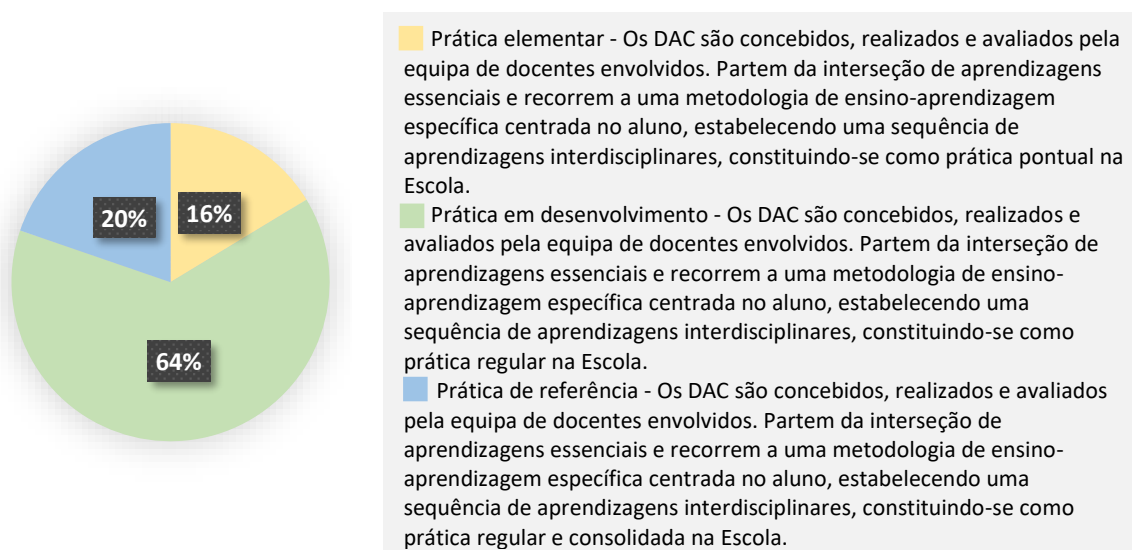 20%
16%
64%
Prática elementar - Os DAC são concebidos, realizados e avaliados pela
equipa de docentes envolvidos. Partem da interseção de aprendizagens
essenciais e recorrem a uma metodologia de ensino-aprendizagem
específica centrada no aluno, estabelecendo uma sequência de
aprendizagens interdisciplinares, constituindo-se como prática pontual na
Escola.
Prática em desenvolvimento - Os DAC são concebidos, realizados e
avaliados pela equipa de docentes envolvidos. Partem da interseção de
aprendizagens essenciais e recorrem a uma metodologia de ensino-
aprendizagem específica centrada no aluno, estabelecendo uma
sequência de aprendizagens interdisciplinares, constituindo-se como
prática regular na Escola.
Prática de referência - Os DAC são concebidos, realizados e avaliados
pela equipa de docentes envolvidos. Partem da interseção de
aprendizagens essenciais e recorrem a uma metodologia de ensino-
aprendizagem específica centrada no aluno, estabelecendo uma
sequência de aprendizagens interdisciplinares, constituindo-se como
prática regular e consolidada na Escola.